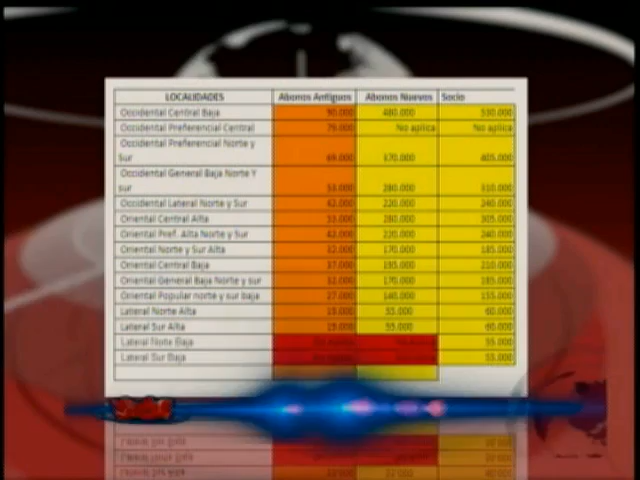 LOCALIDADES Abonos Antiguos Abonos Nuevos Socio
Occidental Central Baja 90.000 480.000 530.000
Occidental Preferencial Central 79.000 No aplica No aplica
Occidental Preferencial Norte y
Sur 69.000 370.000 405.000
Occidental General Baja Norte Y
sur 53.000 280.000 310.000
Occidental Lateral Norte y Sur 42.000 220.000 240.000
Oriental Central Alta 53.000 280.000 305.000
Oriental Pref. Alta Norte y Sur 42.000 220.000 240.000
Oriental Norte y Sur Alta 32.000 170.000 185.000
Oriental Central Baja 37.000 195.000 210.000
Oriental General Baja Norte y sur 32.000 170.000 185.000
Oriental Popular norte y sur baja 27.000 140.000 155.000
Lateral Norte Alta 19.000 55.000 60.000
Lateral Sur Alta 19.000 55.000 60.000
Lateral Norte Baja 55.000
Lateral Sur Baja 55.000